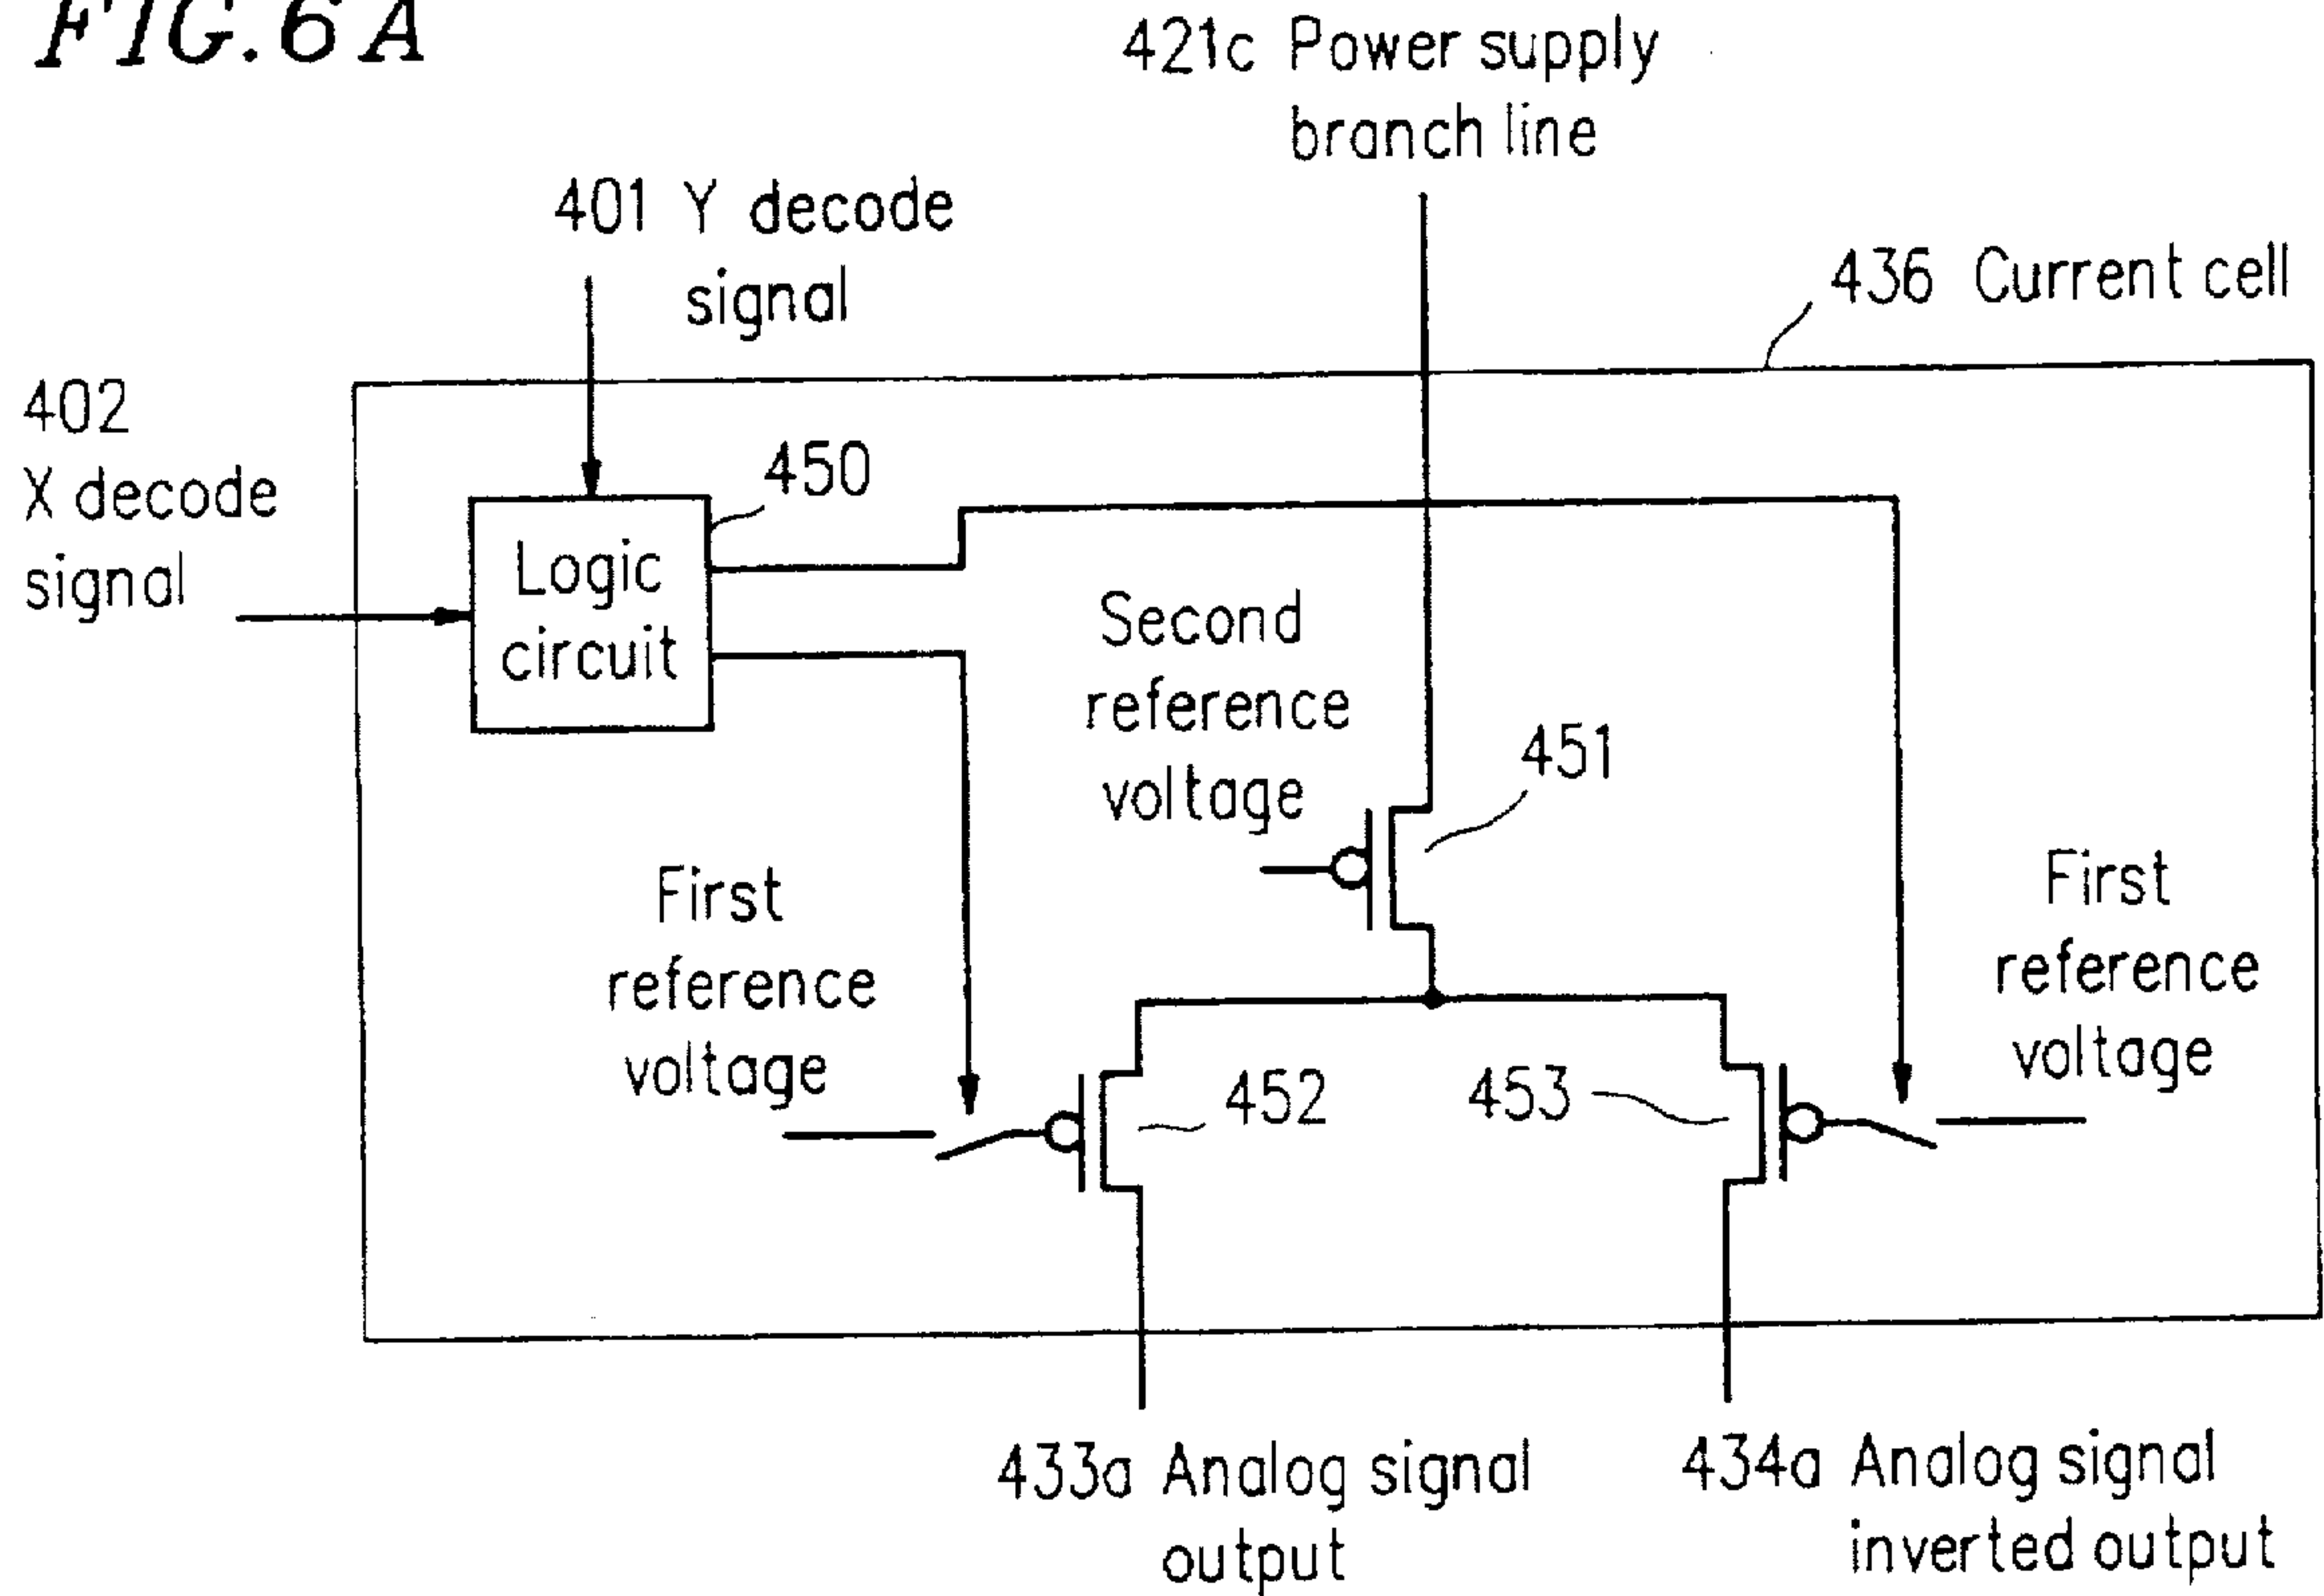 FIG.6A
421c Power supply
branch line
401 Y decode
signal
436 Current cell
402
X decode
signal
450
Logic
circuit
Second
reference
voltage
451
First
reference
voltage
First
reference
voltage
452
453
433a Analog signal
output
434a Analog signal
inverted output